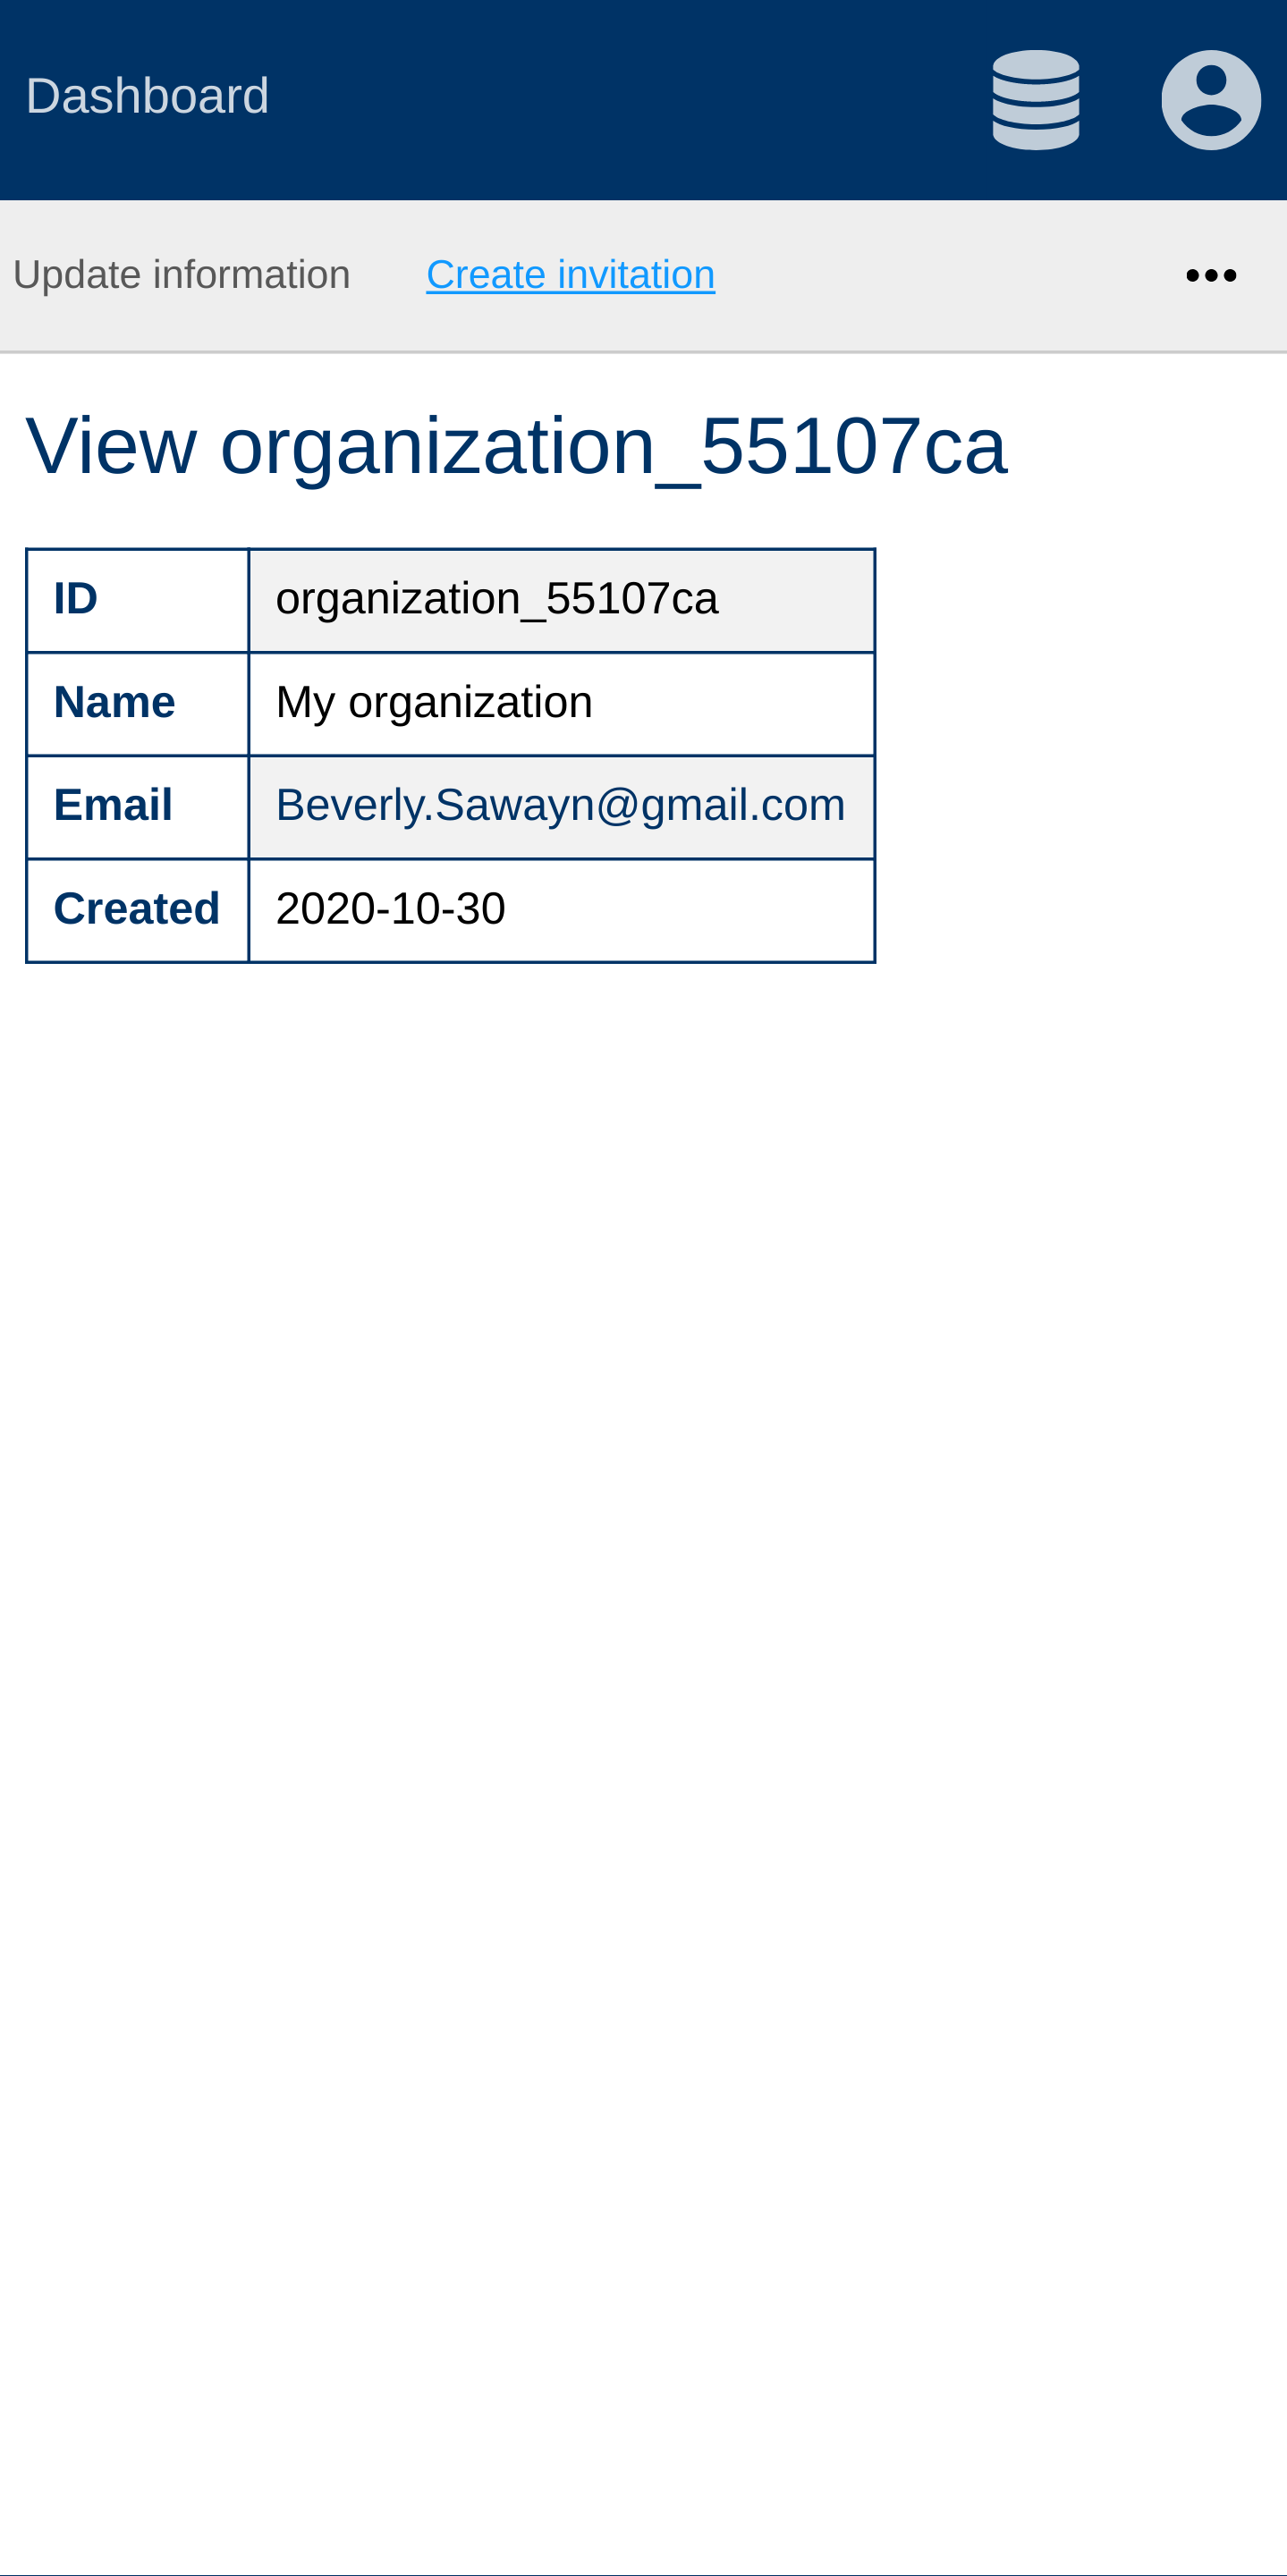 Dashboard
Update information Create invitation
View organization_55107ca
ID organization_55107ca
Name My organization
Email Beverly.Sawayn@gmail.com
Created 2020-10-30